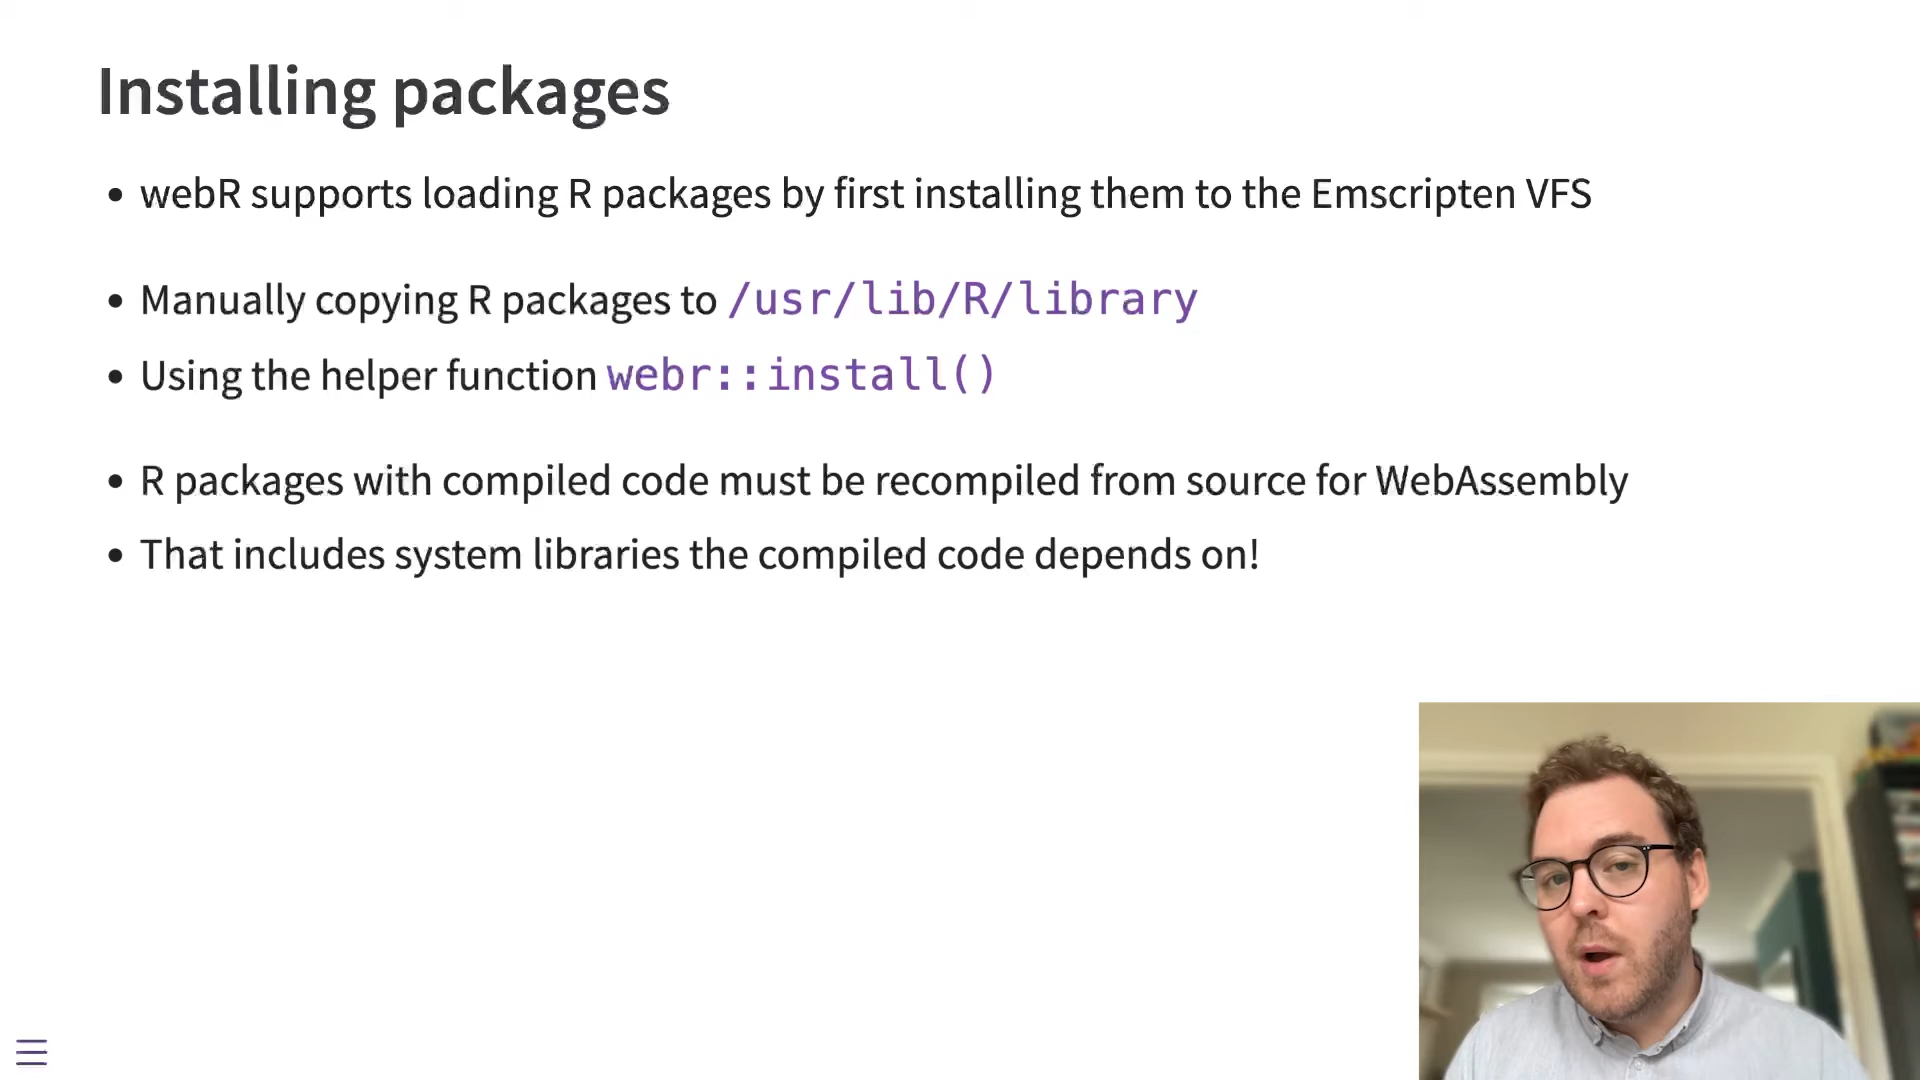 Installing packages
• webR supports loading R packages by first installing them to the Emscripten VFS
• Manually copying R packages to /usr/lib/R/library
• Using the helper function webr::install()
• R packages with compiled code must be recompiled from source for WebAssembly
• That includes system libraries the compiled code depends on!